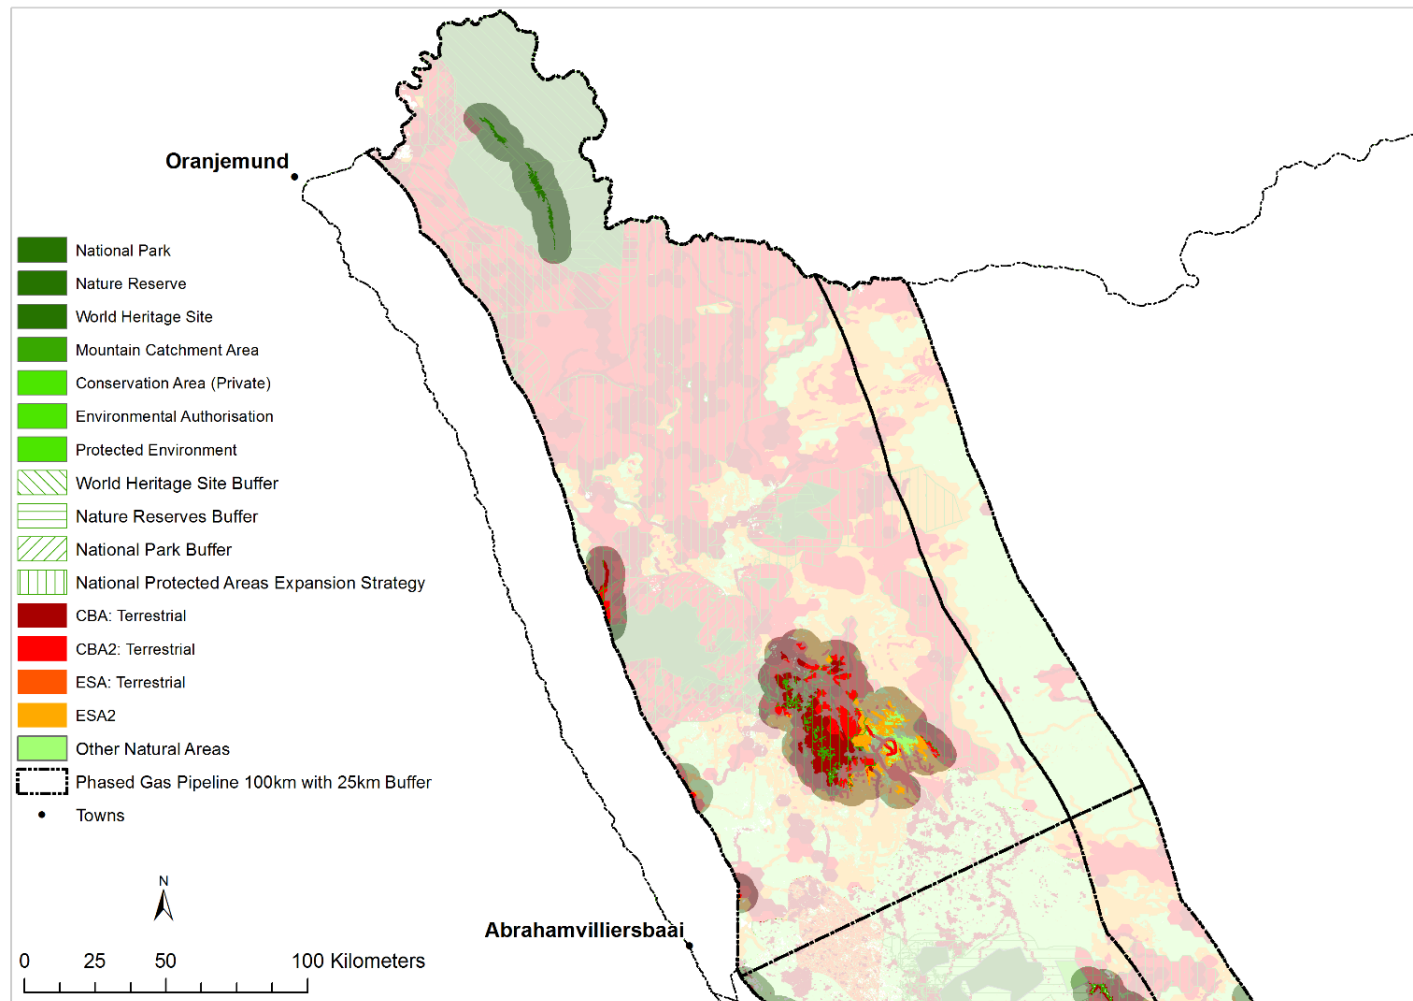 Oranjemund
National Park
Nature Reserve
World Heritage Site
Mountain Catchment Area
Conservation Area (Private)
Environmental Authorisation
Protected Environment
World Heritage Site Buffer
Nature Reserves Buffer
National Park Buffer
National Protected Areas Expansion Strategy
CBA: Terrestrial
CBA2: Terrestrial
ESA: Terrestrial
ESA2
Other Natural Areas
Phased Gas Pipeline 100km with 25km Buffer
Towns
N
Abrahamvilliersbaai
0 25 50 100 Kilometers